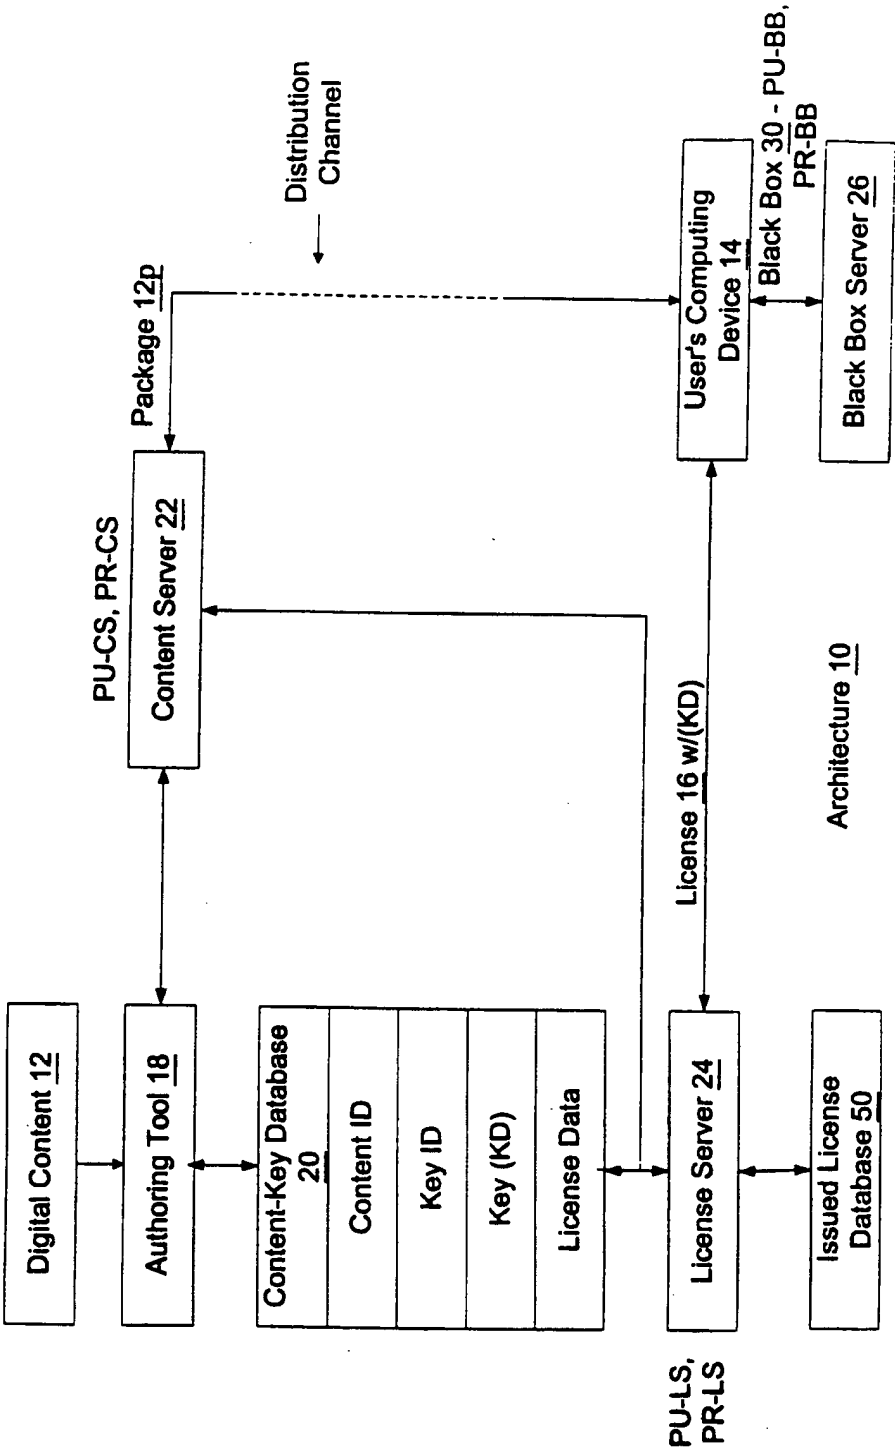 Digital Content 12
Authoring Tool 18
Content-Key Database
20
Content ID
Key ID
Key (KD)
License Data
PU-LS,
PR-LS
License Server 24
Issued License
Database 50
PU-CS, PR-CS
Content Server 22
Package 12p
Distribution
Channel
License 16 w/(KD)
User's Computing
Device 14
Black Box 30 - PU-BB,
PR-BB
Black Box Server 26
Architecture 10